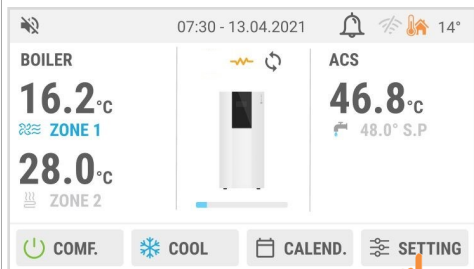 07:30 - 13.04.2021
14°
BOILER
16.2°C
ZONE 1
28.0°C
ZONE 2
ACS
46.8°C
48.0° S.P
COMF.
COOL
CALEND.
SETTING